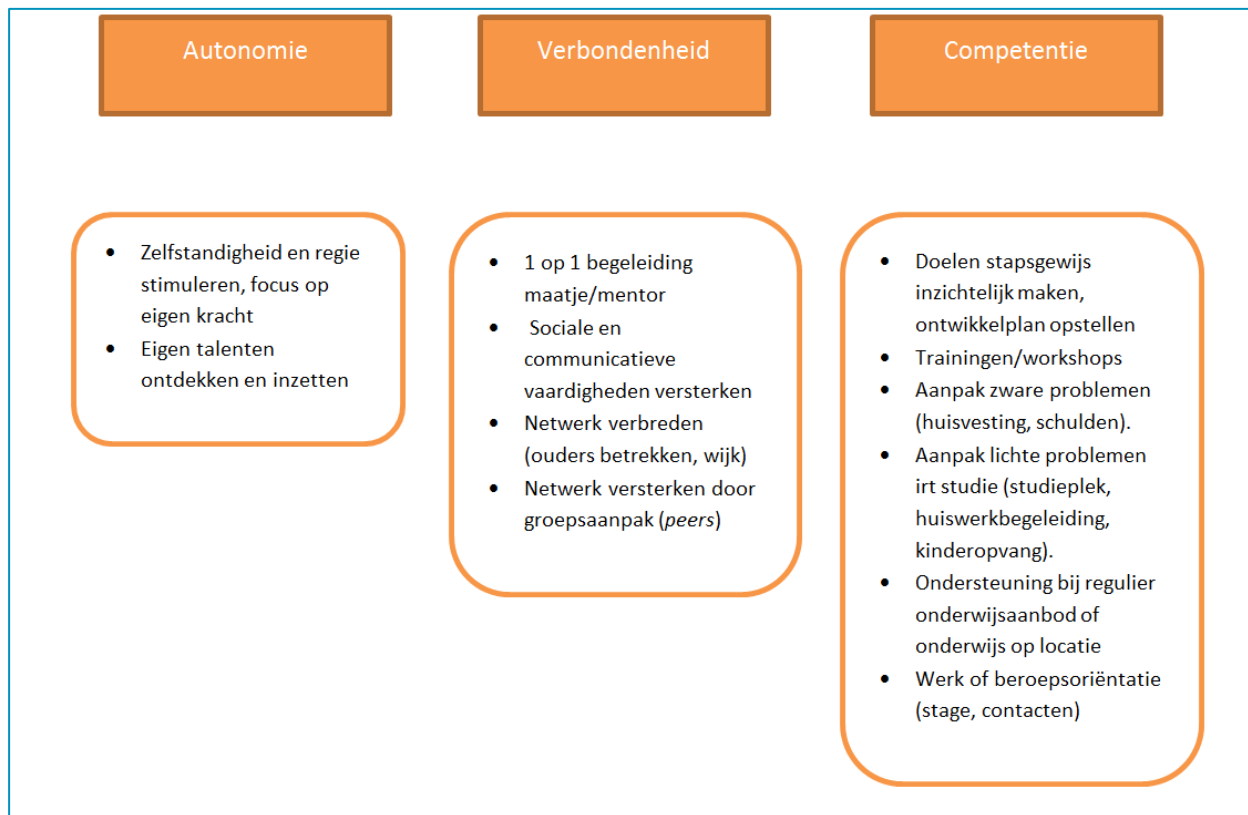 Autonomie
Verbondenheid
Competentie
• Zelfstandigheid en regie
stimuleren, focus op
eigen kracht
• Eigen talenten
ontdekken en inzetten
• 1 op 1 begeleiding
maatje/mentor
• Sociale en
communicatieve
vaardigheden versterken
• Netwerk verbreden
(ouders betrekken, wijk)
• Netwerk versterken door
groepsaanpak (peers)
• Doelen stapsgewijs
inzichtelijk maken,
ontwikkelplan opstellen
• Trainingen/workshops
• Aanpak zware problemen
(huisvesting, schulden).
• Aanpak lichte problemen
irt studie (studieplek,
huiswerkbegeleiding,
kinderopvang).
• Ondersteuning bij regulier
onderwijsaanbod of
onderwijs op locatie
• Werk of beroepsoriëntatie
(stage, contacten)